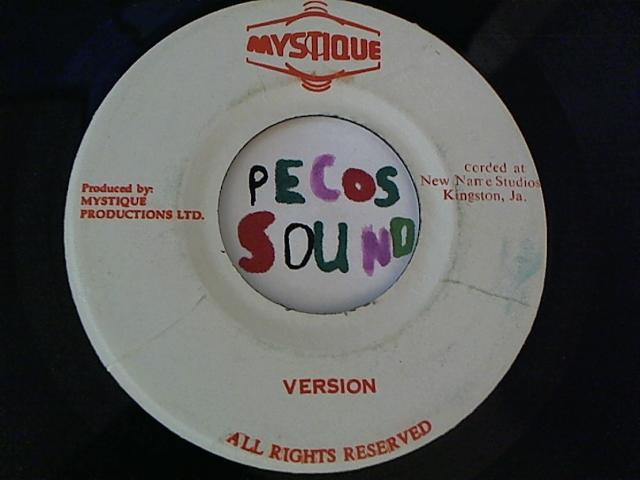 MYSTIQUE
Produced by:
MYSTIQUE
PRODUCTIONS LTD.
PECOS
SOUND
corded at
New Name Studios
Kingston, Ja.
VERSION
ALL RIGHTS RESERVED